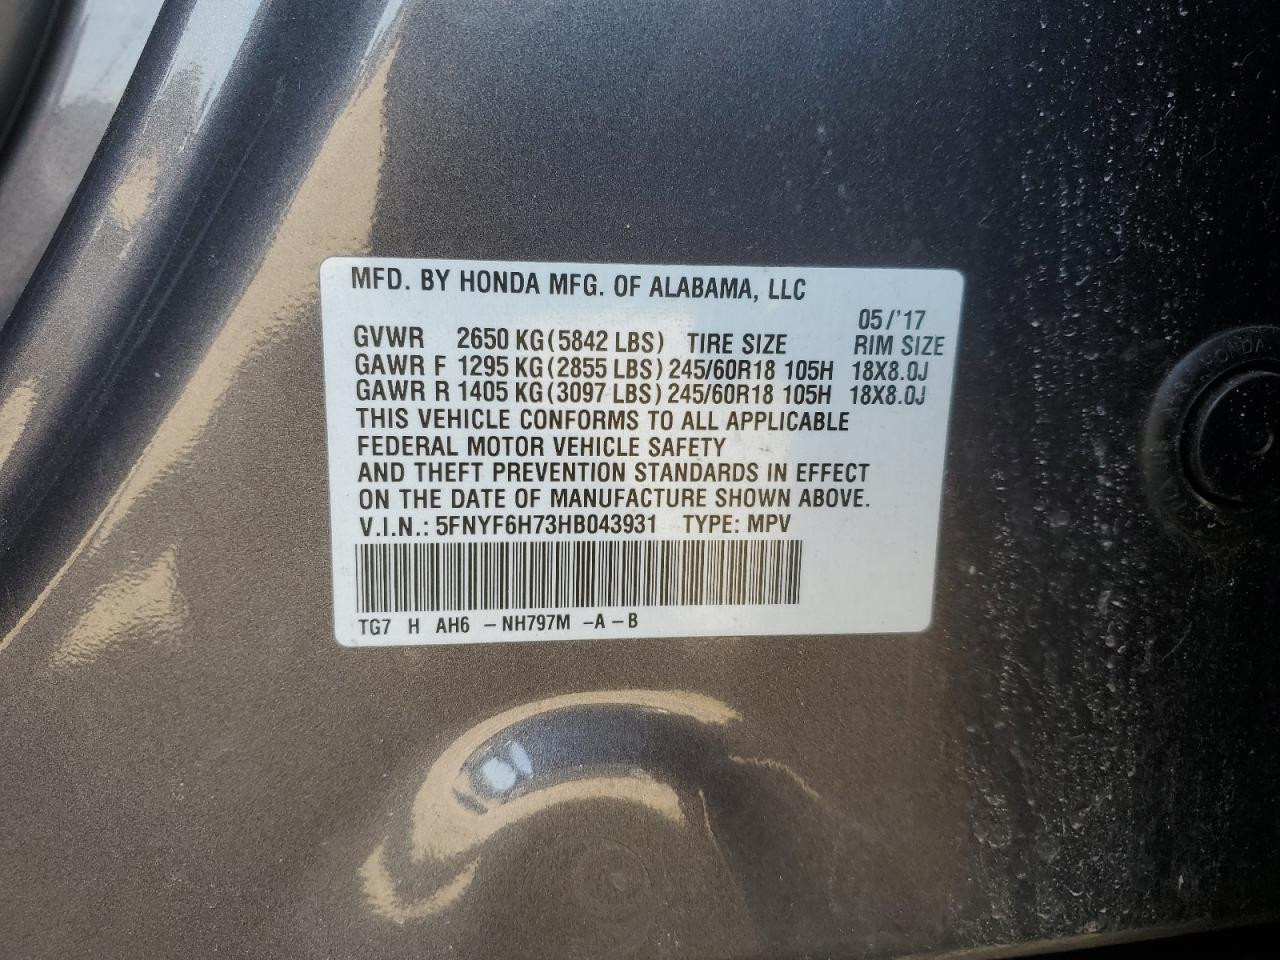 MFD. BY HONDA MFG. OF ALABAMA, LLC
05/'17
GVWR 2650 KG (5842 LBS) TIRE SIZE RIM SIZE
GAWR F 1295 KG (2855 LBS) 245/60R18 105H 18X8.0J
GAWR R 1405 KG (3097 LBS) 245/60R18 105H 18X8.0J
THIS VEHICLE CONFORMS TO ALL APPLICABLE
FEDERAL MOTOR VEHICLE SAFETY
AND THEFT PREVENTION STANDARDS IN EFFECT
ON THE DATE OF MANUFACTURE SHOWN ABOVE.
V.I.N.: 5FNYF6H73HB043931 TYPE: MPV
TG7 H AH6 -NH797M -A-B
HONDA